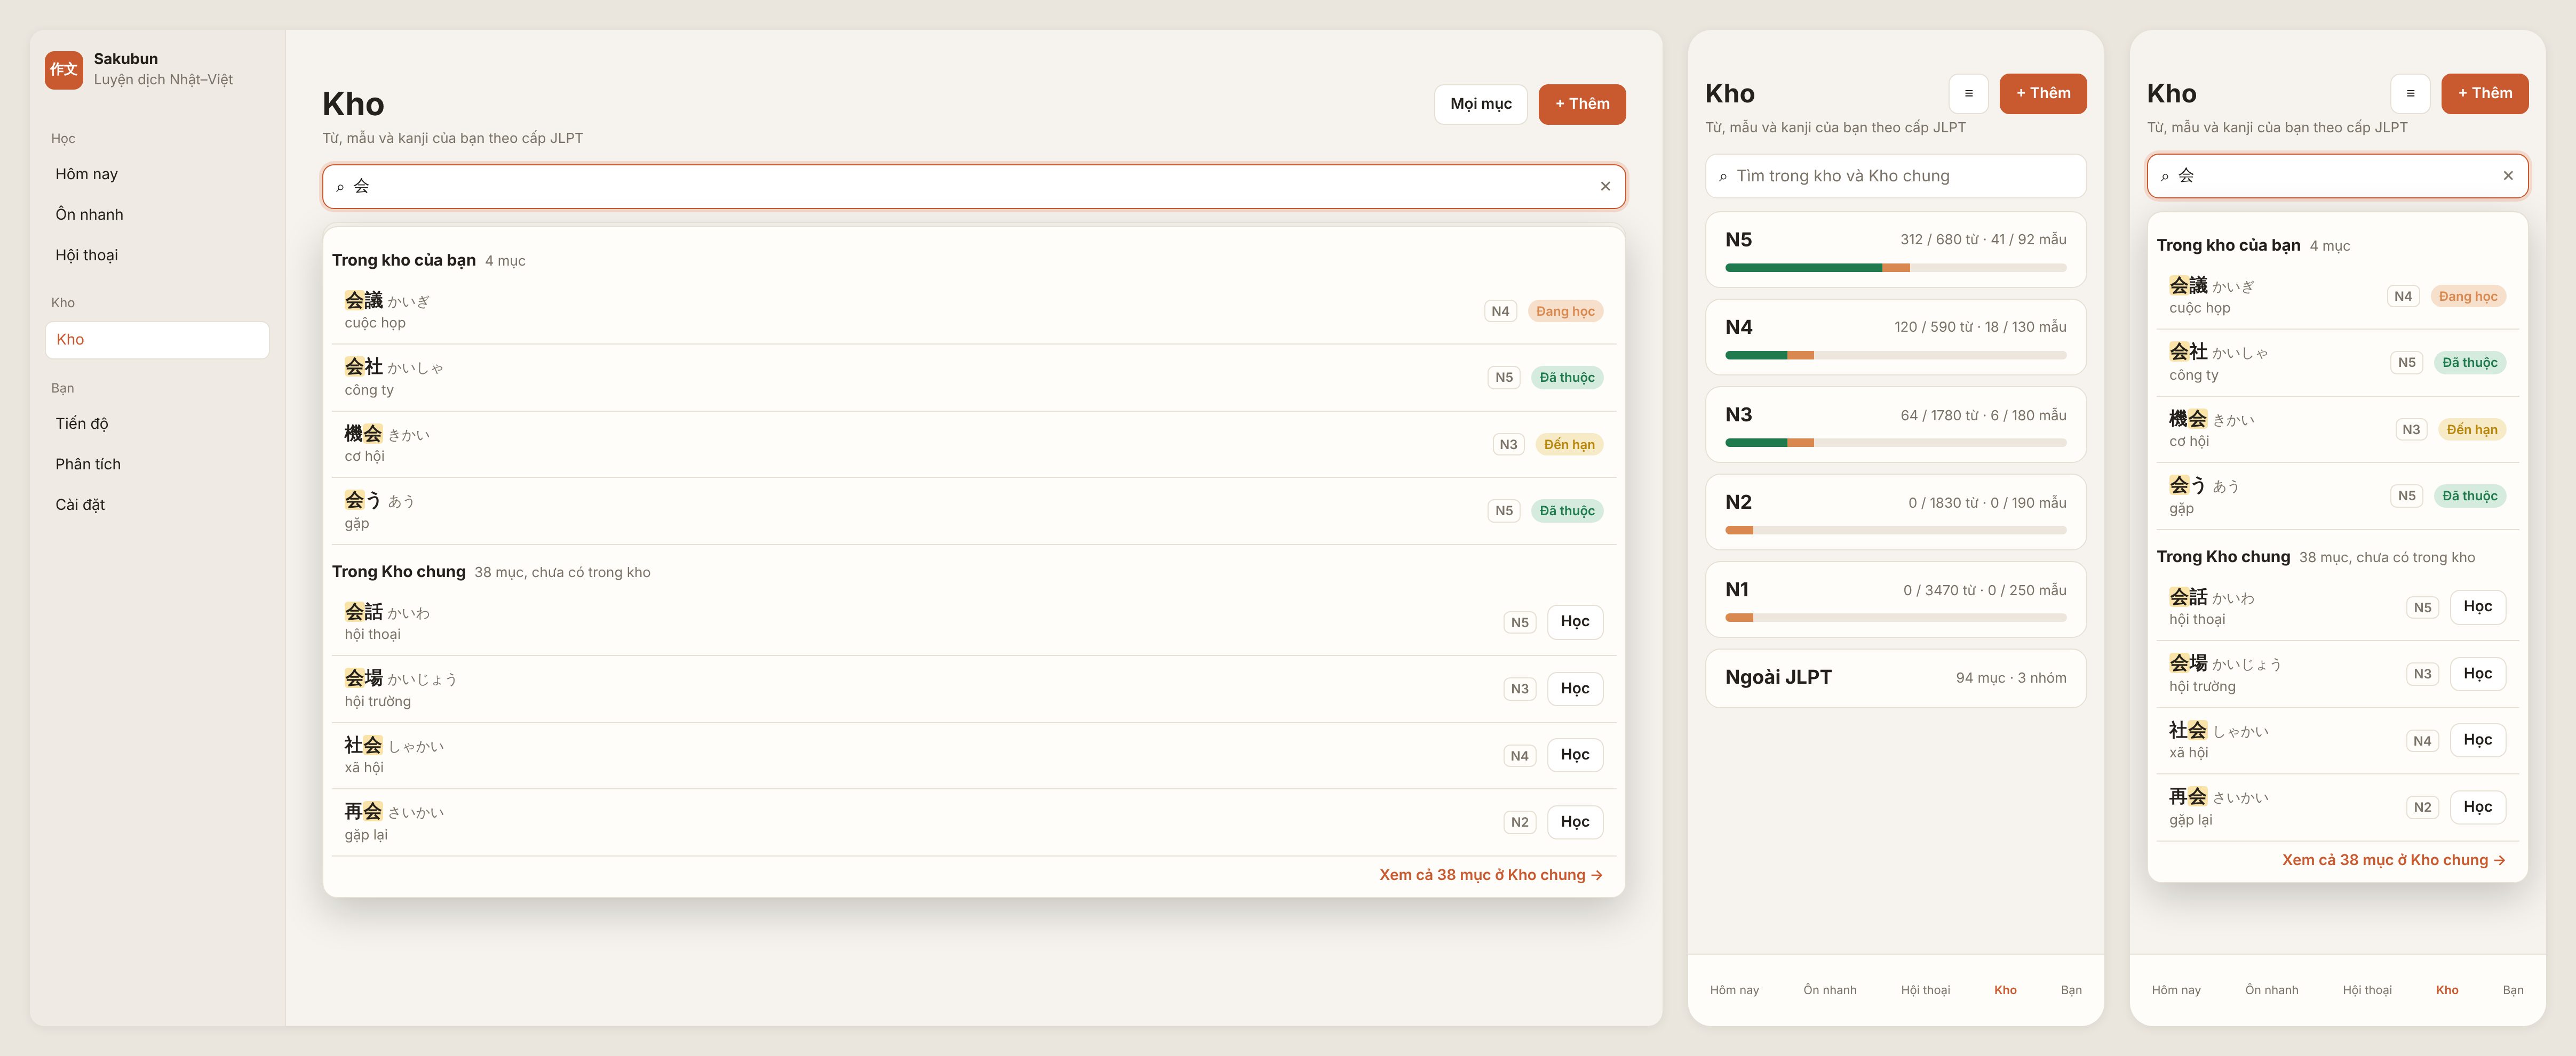 作文
Sakubun
Luyện dịch Nhật–Việt
Học
Hôm nay
Ôn nhanh
Hội thoại
Kho
Kho
Bạn
Tiến độ
Phân tích
Cài đặt
Kho
Mọi mục
+ Thêm
Từ, mẫu và kanji của bạn theo cấp JLPT
会
Trong kho của bạn 4 mục
会議 かいぎ
cuộc họp
N4 Đang học
会社 かいしゃ
công ty
N5 Đã thuộc
機会 きかい
cơ hội
N3 Đến hạn
会う あう
gặp
N5 Đã thuộc
Trong Kho chung 38 mục, chưa có trong kho
会話 かいわ
hội thoại
N5 Học
会場 かいじょう
hội trường
N3 Học
社会 しゃかい
xã hội
N4 Học
再会 さいかい
gặp lại
N2 Học
Xem cả 38 mục ở Kho chung →
Kho
+ Thêm
Từ, mẫu và kanji của bạn theo cấp JLPT
Tìm trong kho và Kho chung
N5 312 / 680 từ · 41 / 92 mẫu
N4 120 / 590 từ · 18 / 130 mẫu
N3 64 / 1780 từ · 6 / 180 mẫu
N2 0 / 1830 từ · 0 / 190 mẫu
N1 0 / 3470 từ · 0 / 250 mẫu
Ngoài JLPT 94 mục · 3 nhóm
Hôm nay Ôn nhanh Hội thoại Kho Bạn
Kho
+ Thêm
Từ, mẫu và kanji của bạn theo cấp JLPT
会
Trong kho của bạn 4 mục
会議 かいぎ
cuộc họp
N4 Đang học
会社 かいしゃ
công ty
N5 Đã thuộc
機会 きかい
cơ hội
N3 Đến hạn
会う あう
gặp
N5 Đã thuộc
Trong Kho chung 38 mục, chưa có trong kho
会話 かいわ
hội thoại
N5 Học
会場 かいじょう
hội trường
N3 Học
社会 しゃかい
xã hội
N4 Học
再会 さいかい
gặp lại
N2 Học
Xem cả 38 mục ở Kho chung →
Hôm nay Ôn nhanh Hội thoại Kho Bạn